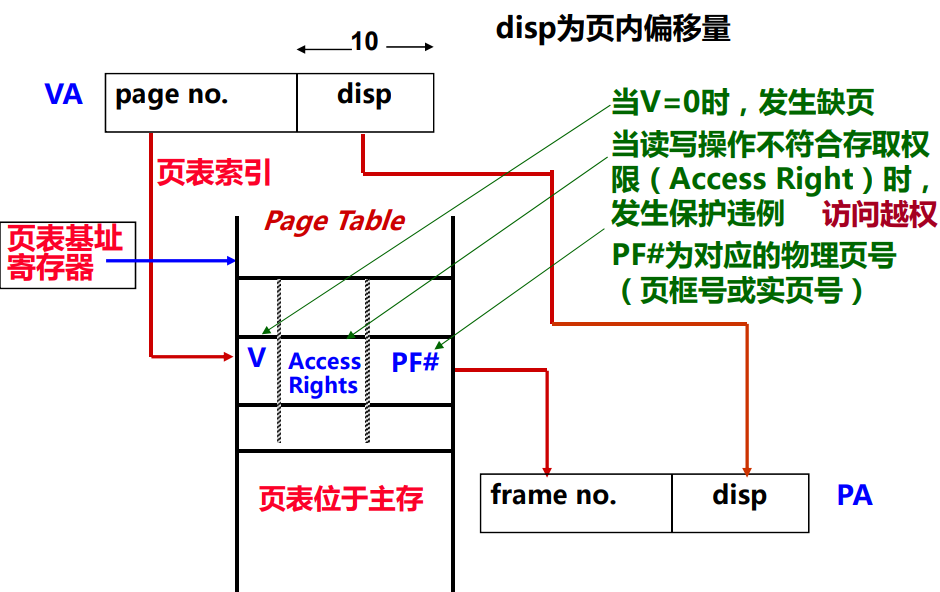 disp为页内偏移量
10
VA
page no.
disp
当V=0时，发生缺页
当读写操作不符合存取权
限（Access Right）时，
发生保护违例 访问越权
PF#为对应的物理页号
（页框号或实页号）
页表索引
Page Table
页表基址
寄存器
V
Access
Rights
PF#
页表位于主存
frame no.
disp
PA